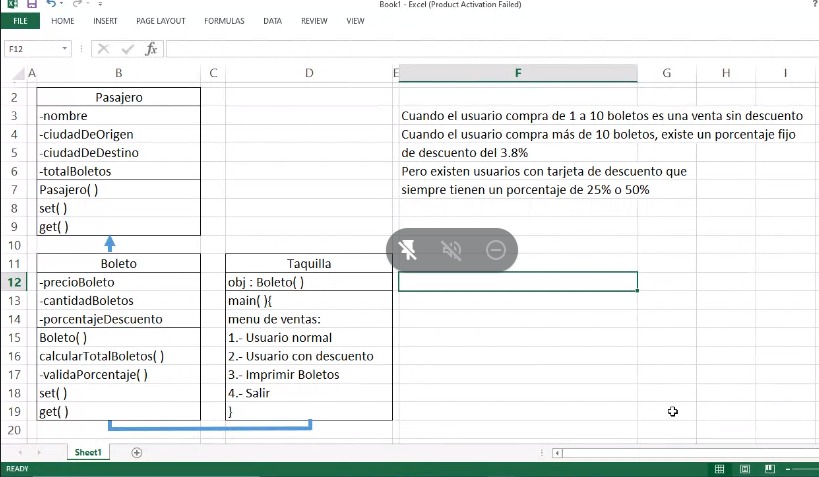 Book1 - Excel (Product Activation Failed)
?
FILE HOME INSERT PAGE LAYOUT FORMULAS DATA REVIEW VIEW
F12 fx
A B C D E F G H I
2 Pasajero
3 -nombre Cuando el usuario compra de 1 a 10 boletos es una venta sin descuento
4 -ciudadDeOrigen Cuando el usuario compra más de 10 boletos, existe un porcentaje fijo
5 -ciudadDeDestino de descuento del 3.8%
6 -totalBoletos Pero existen usuarios con tarjeta de descuento que
7 Pasajero( ) siempre tienen un porcentaje de 25% o 50%
8 set( )
9 get( )
10
11 Boleto Taquilla
12 -precioBoleto obj : Boleto( )
13 -cantidadBoletos main( ){
14 -porcentajeDescuento menu de ventas:
15 Boleto( ) 1.- Usuario normal
16 calcularTotalBoletos( ) 2.- Usuario con descuento
17 -validaPorcentaje( ) 3.- Imprimir Boletos
18 set( ) 4.- Salir
19 get( ) }
20
Sheet1
READY